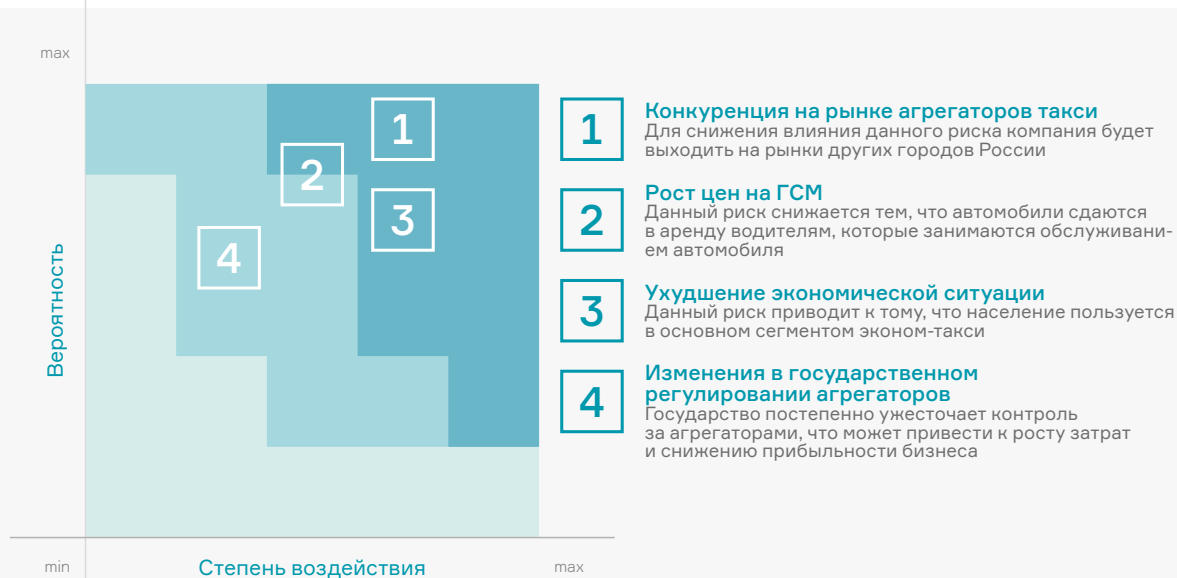 max
1
2
3
4
Вероятность
min
Степень воздействия
max
1
Конкуренция на рынке агрегаторов такси
Для снижения влияния данного риска компания будет
выходить на рынки других городов России
2
Рост цен на ГСМ
Данный риск снижается тем, что автомобили сдаются
в аренду водителям, которые занимаются обслуживани-
ем автомобиля
3
Ухудшение экономической ситуации
Данный риск приводит к тому, что население пользуется
в основном сегментом эконом-такси
4
Изменения в государственном
регулировании агрегаторов
Государство постепенно ужесточает контроль
за агрегаторами, что может привести к росту затрат
и снижению прибыльности бизнеса